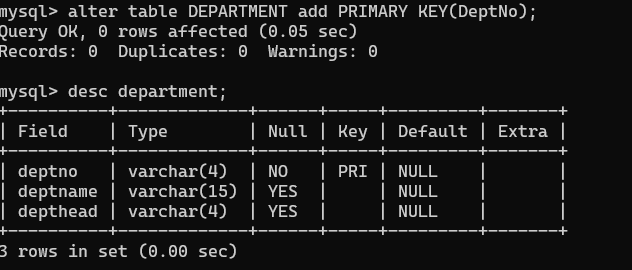 mysql> alter table DEPARTMENT add PRIMARY KEY(DeptNo);
Query OK, 0 rows affected (0.05 sec)
Records: 0  Duplicates: 0  Warnings: 0

mysql> desc department;
+----------+-------------+------+-----+---------+-------+
| Field    | Type        | Null | Key | Default | Extra |
+----------+-------------+------+-----+---------+-------+
| deptno   | varchar(4)  | NO   | PRI | NULL    |       |
| deptname | varchar(15) | YES  |     | NULL    |       |
| depthead | varchar(4)  | YES  |     | NULL    |       |
+----------+-------------+------+-----+---------+-------+
3 rows in set (0.00 sec)